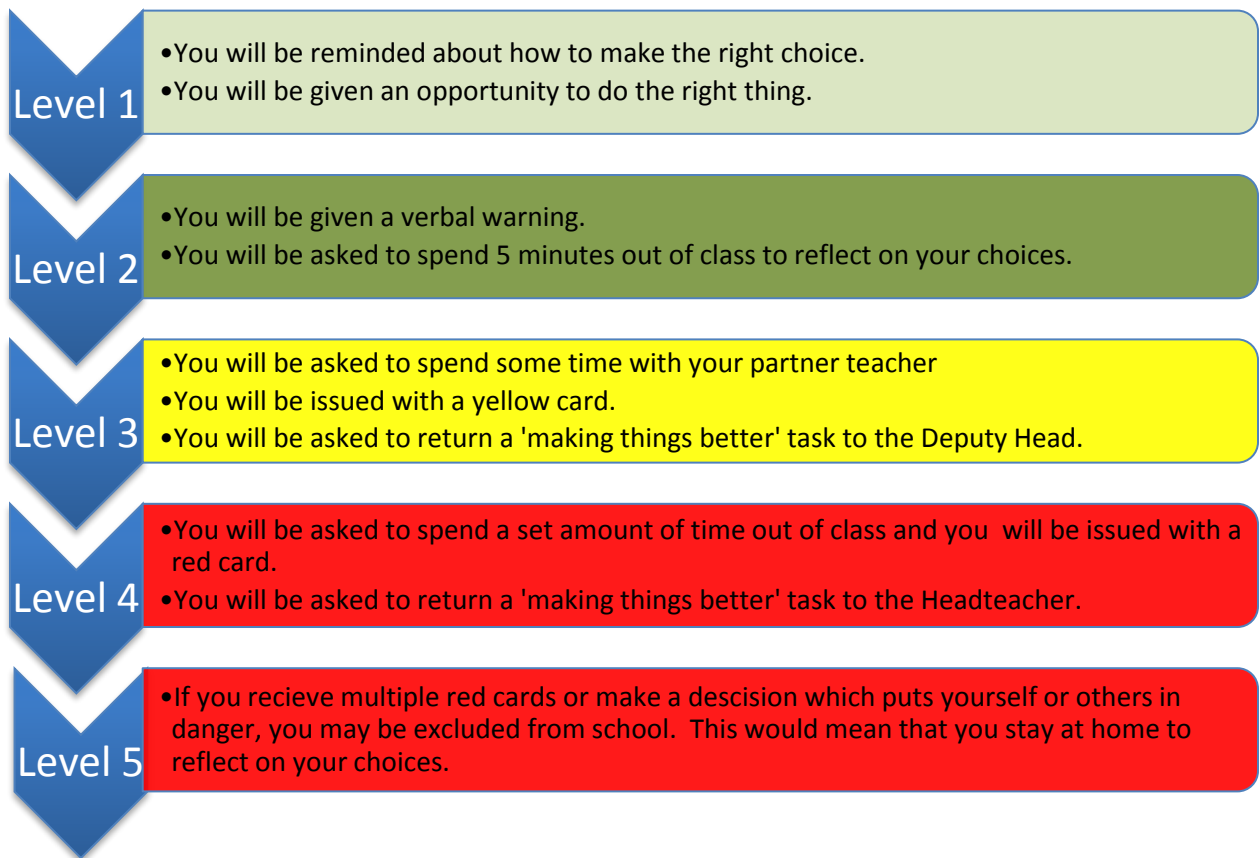 Level 1
•You will be reminded about how to make the right choice.
•You will be given an opportunity to do the right thing.
Level 2
•You will be given a verbal warning.
•You will be asked to spend 5 minutes out of class to reflect on your choices.
Level 3
•You will be asked to spend some time with your partner teacher
•You will be issued with a yellow card.
•You will be asked to return a 'making things better' task to the Deputy Head.
Level 4
•You will be asked to spend a set amount of time out of class and you  will be issued with a
red card.
•You will be asked to return a 'making things better' task to the Headteacher.
Level 5
•If you recieve multiple red cards or make a descision which puts yourself or others in
danger, you may be excluded from school.  This would mean that you stay at home to
reflect on your choices.